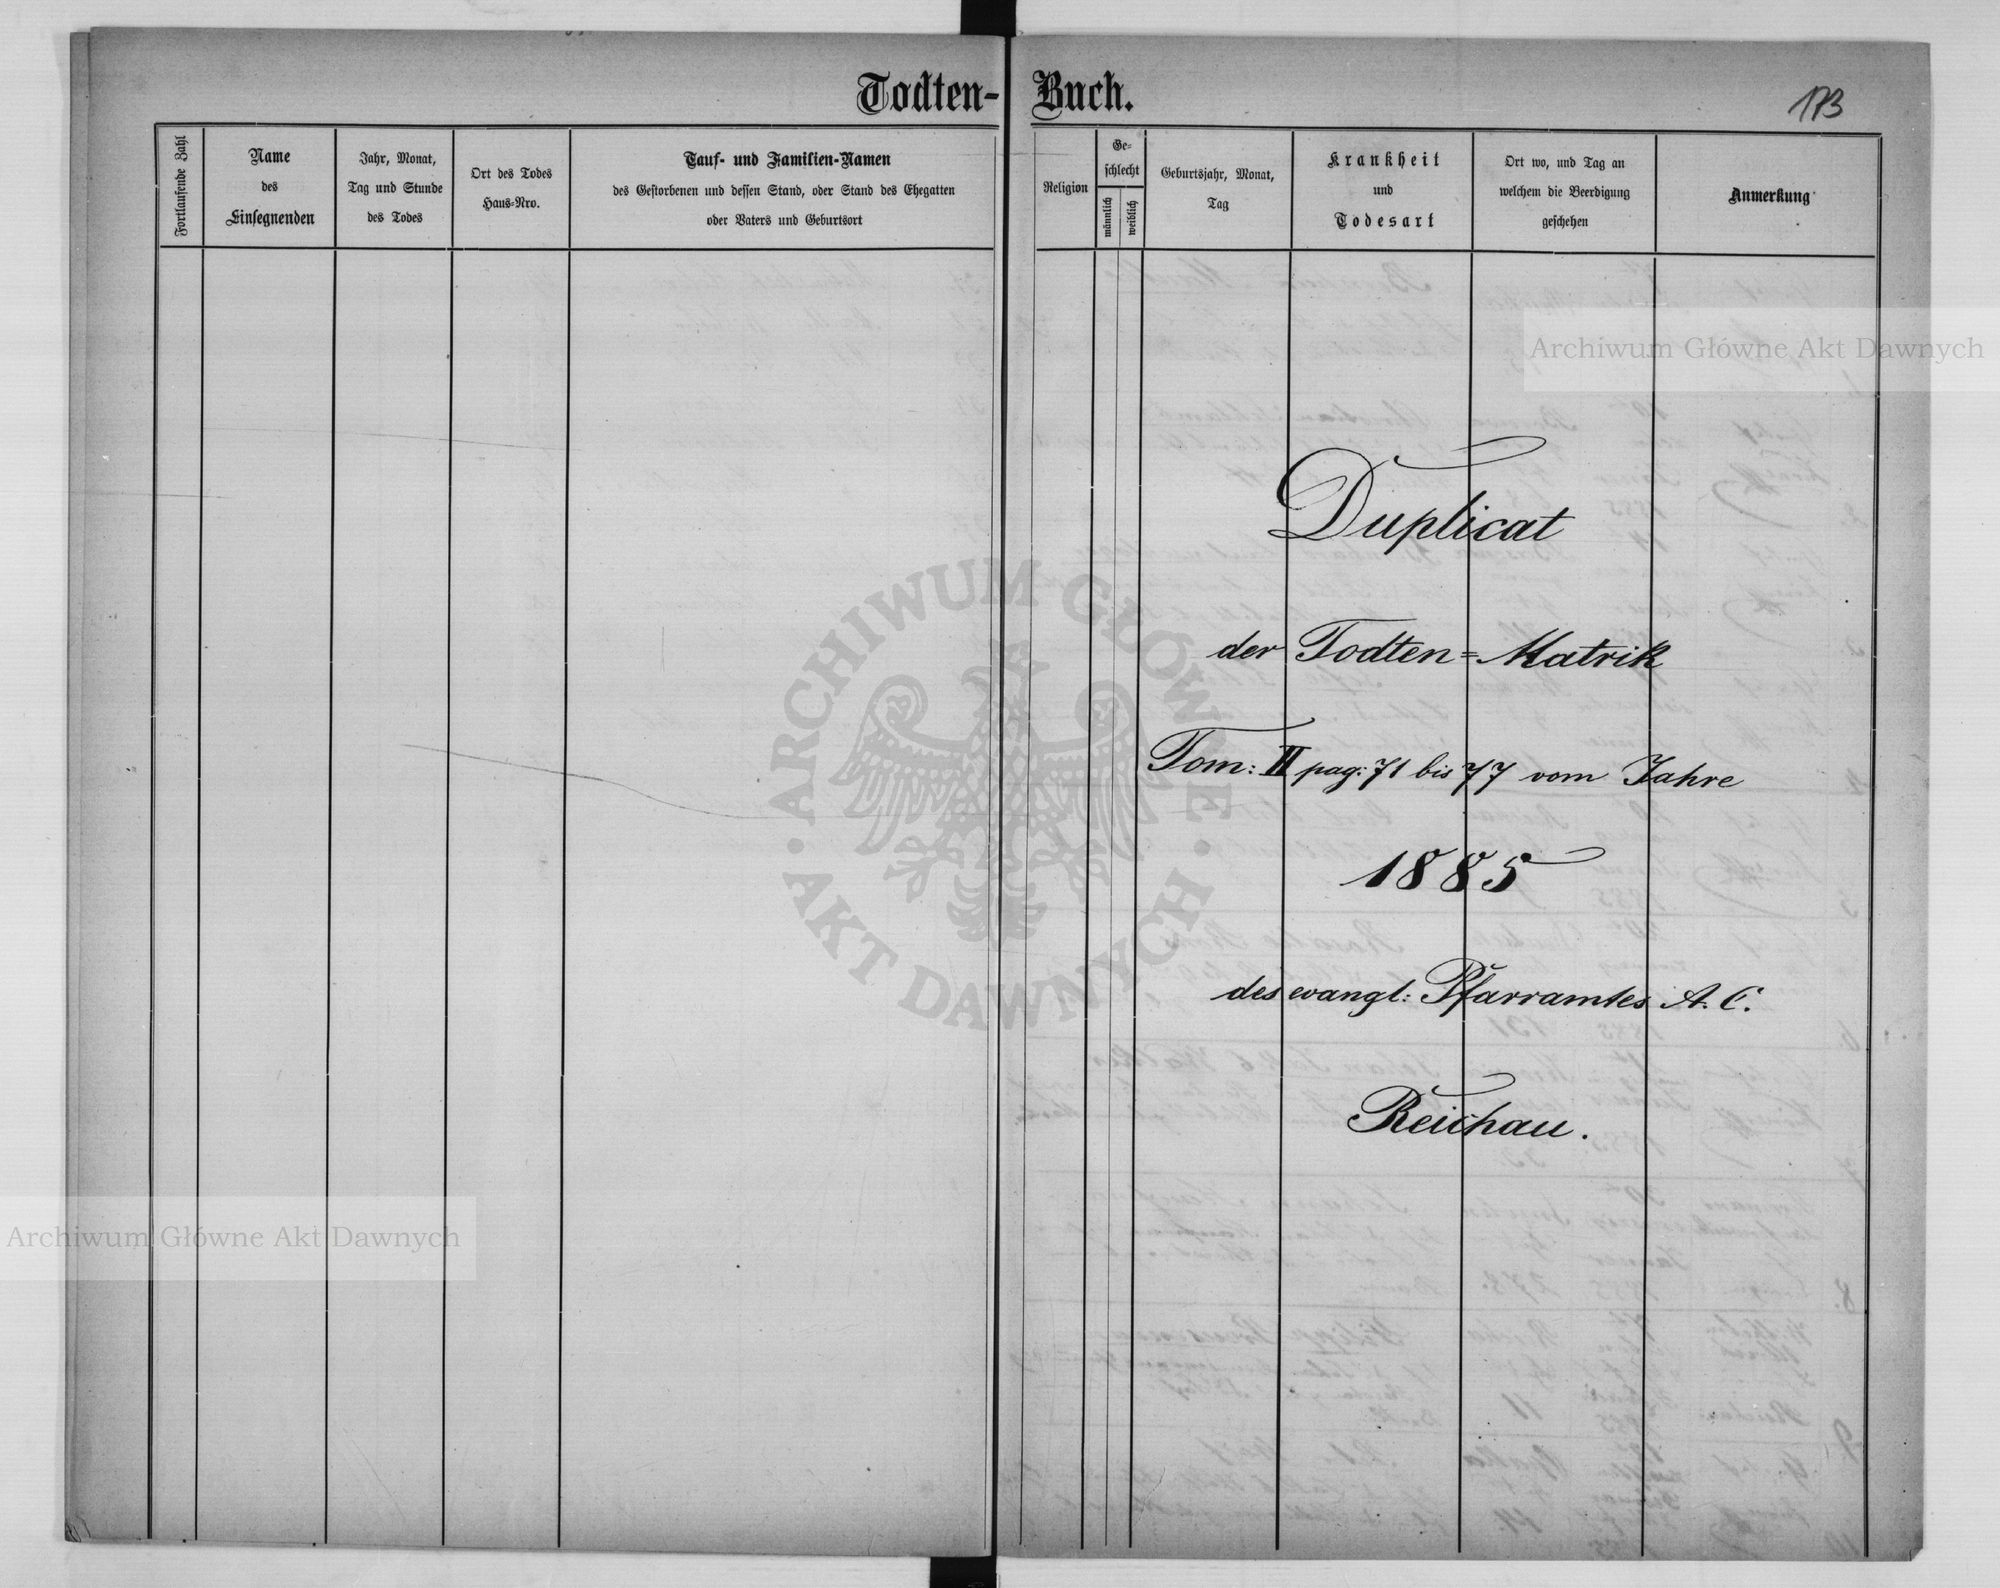 Todten-
Buch.
173
Fortlaufende Zahl
Name
des
Einsegnenden
Jahr, Monat,
Tag und Stunde
des Todes
Ort des Todes
Haus-Nro.
Tauf- und Familien-Namen
des Gestorbenen und dessen Stand, oder Stand des Ehegatten
oder Vaters und Geburtsort
Religion
Ge-
schlecht
männlich
weiblich
Geburtsjahr, Monat,
Tag
Krankheit
und
Todesart
Ort wo, und Tag an
welchem die Beerdigung
geschehen
Anmerkung
Archiwum Główne Akt Dawnych
Duplicat
der Todten=Matrik
Tom: II pag: 71 bis 77 vom Jahre
1885
des evangl: Pfarramtes A. C.
Reichau.
ARCHIWUM GŁÓWNE
AKT DAWNYCH
Archiwum Główne Akt Dawnych